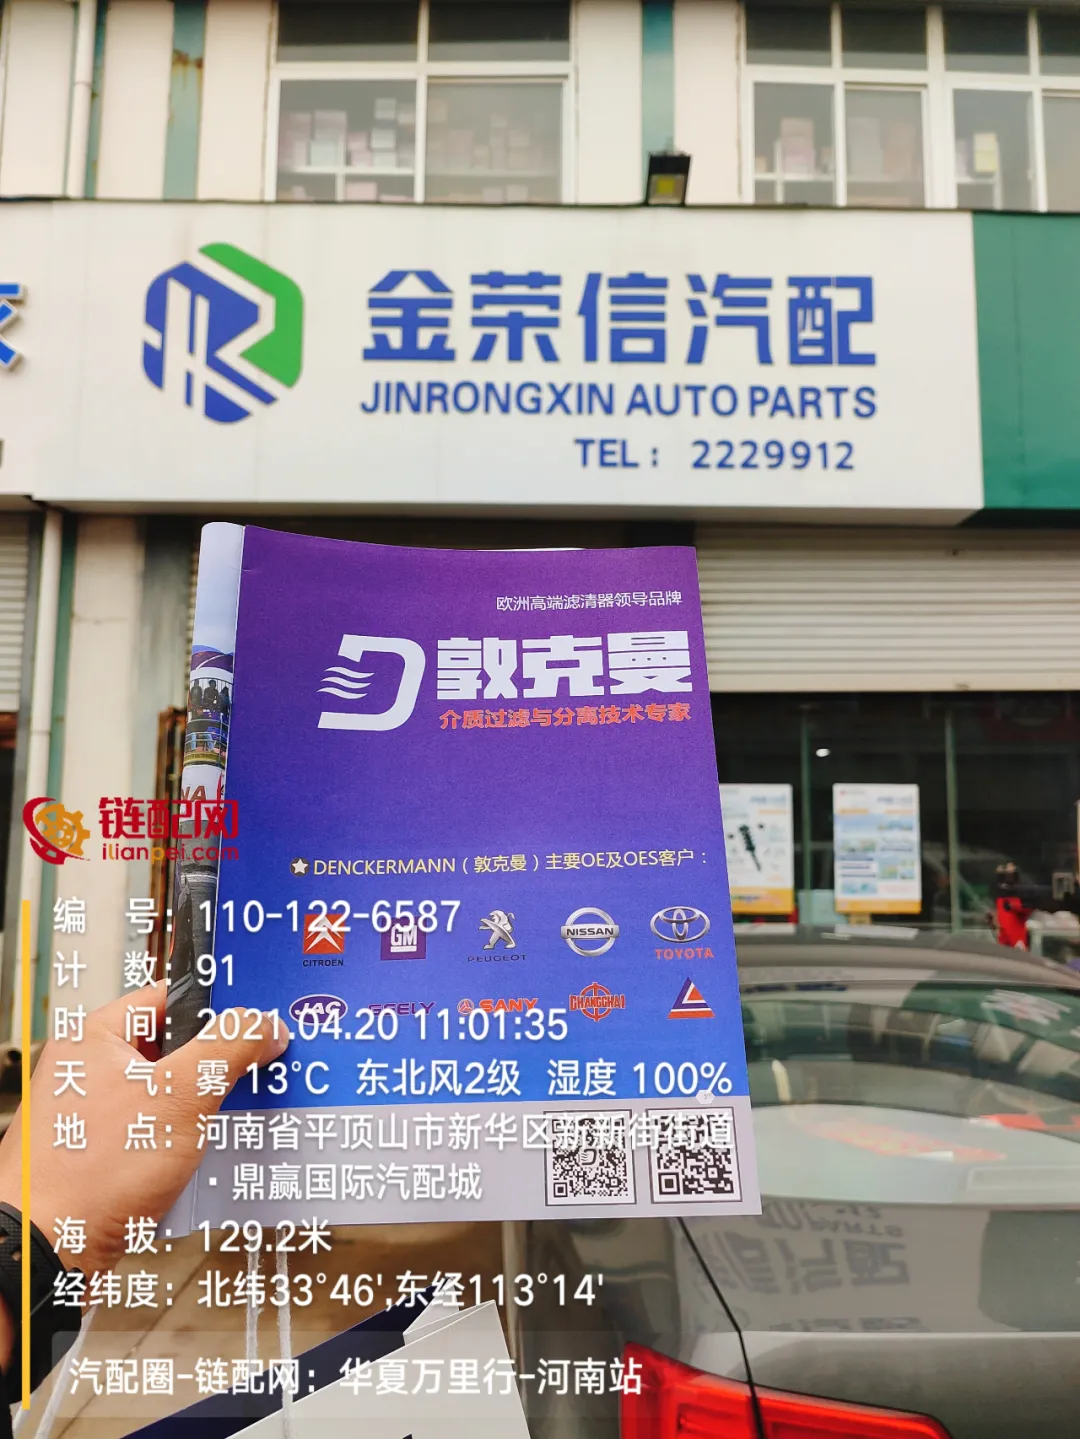 金荣信汽配
JINRONGXIN AUTO PARTS
TEL： 2229912
欧洲高端滤清器领导品牌
敦克曼
介质过滤与分离技术专家
链配网
ilianpei.com
DENCKERMANN（敦克曼）主要OE及OES客户：
编 号：110-122-6587
CITROEN
GM
PEUGEOT
NISSAN
TOYOTA
计 数：91
JAC
GEELY
SANY
CHANGCHAI
时 间：2021.04.20 11:01:35
天 气：雾 13°C 东北风2级 湿度 100%
地 点：河南省平顶山市新华区新新街街道
·鼎赢国际汽配城
海 拔：129.2米
经纬度：北纬33°46',东经113°14'
汽配圈-链配网：华夏万里行-河南站